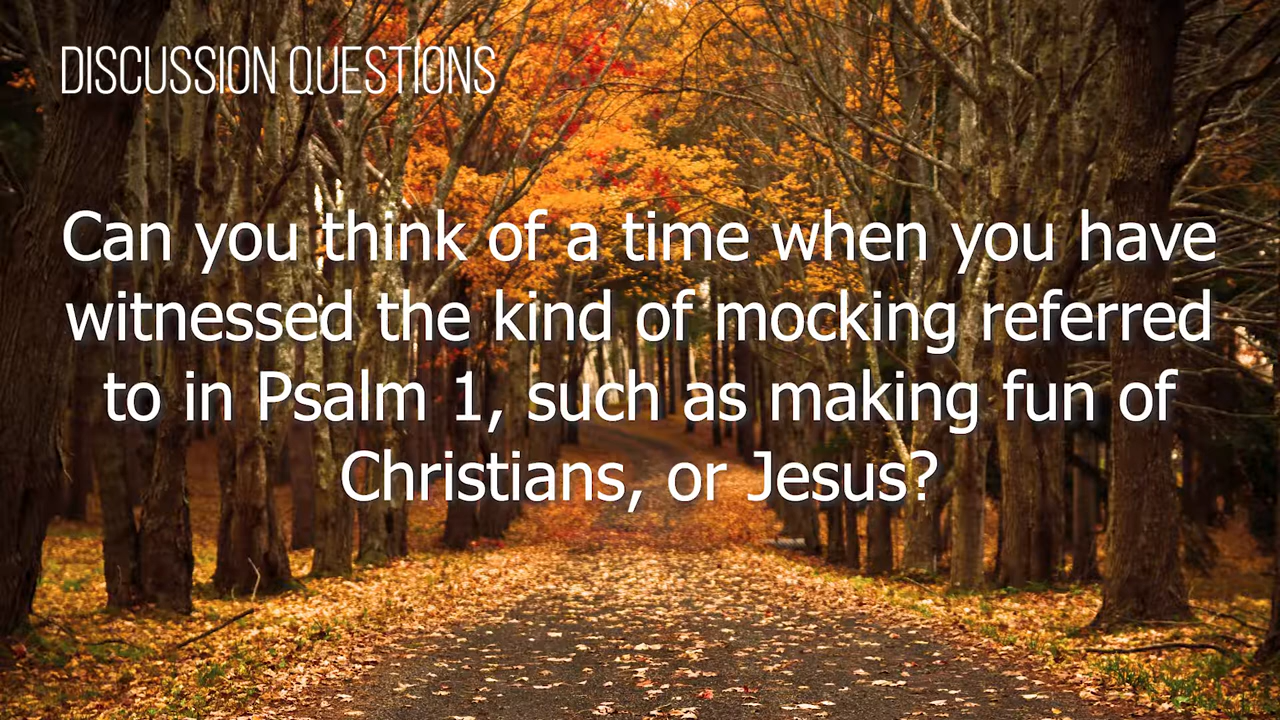 DISCUSSION QUESTIONS
Can you think of a time when you have
witnessed the kind of mocking referred
to in Psalm 1, such as making fun of
Christians, or Jesus?